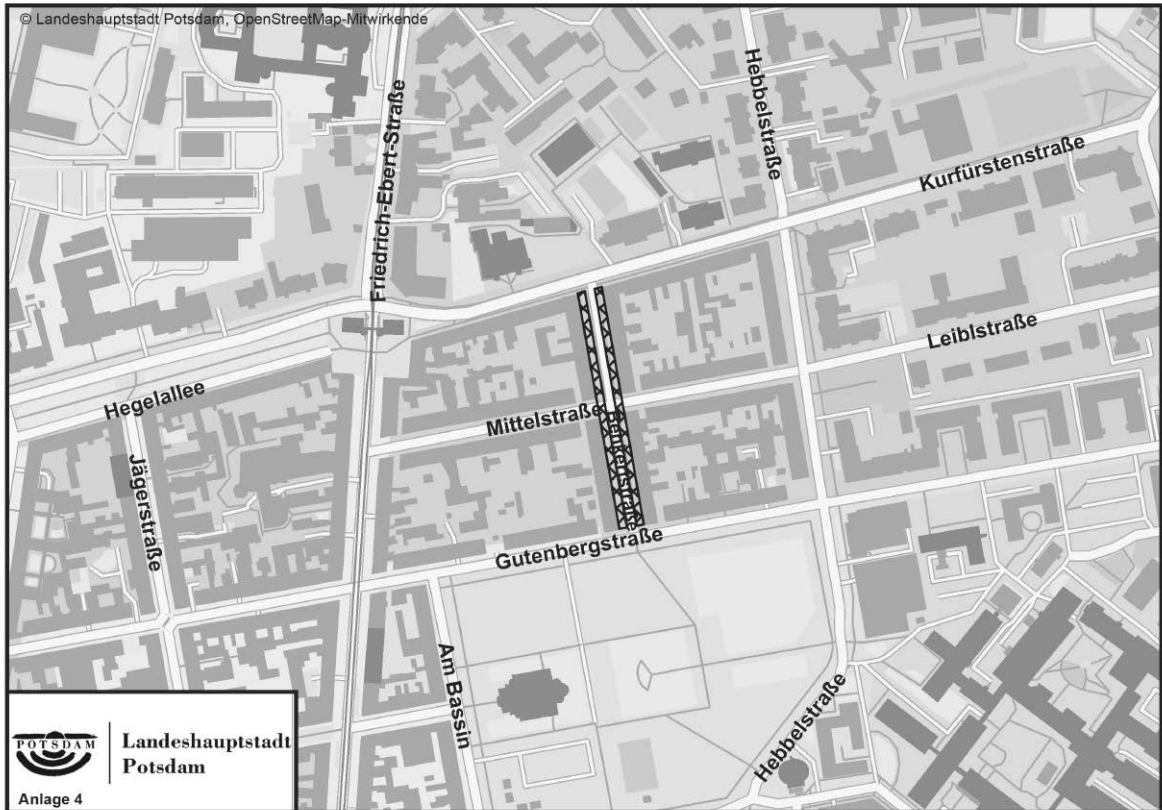 © Landeshauptstadt Potsdam, OpenStreetMap-Mitwirkende
Hebbelstraße
Friedrich-Ebert-Straße
Kurfürstenstraße
Leiblstraße
Hegelallee
Mittelstraße
Benkertstraße
Jägerstraße
Gutenbergstraße
Am Bassin
Hebbelstraße
POTSDAM
Landeshauptstadt
Potsdam
Anlage 4